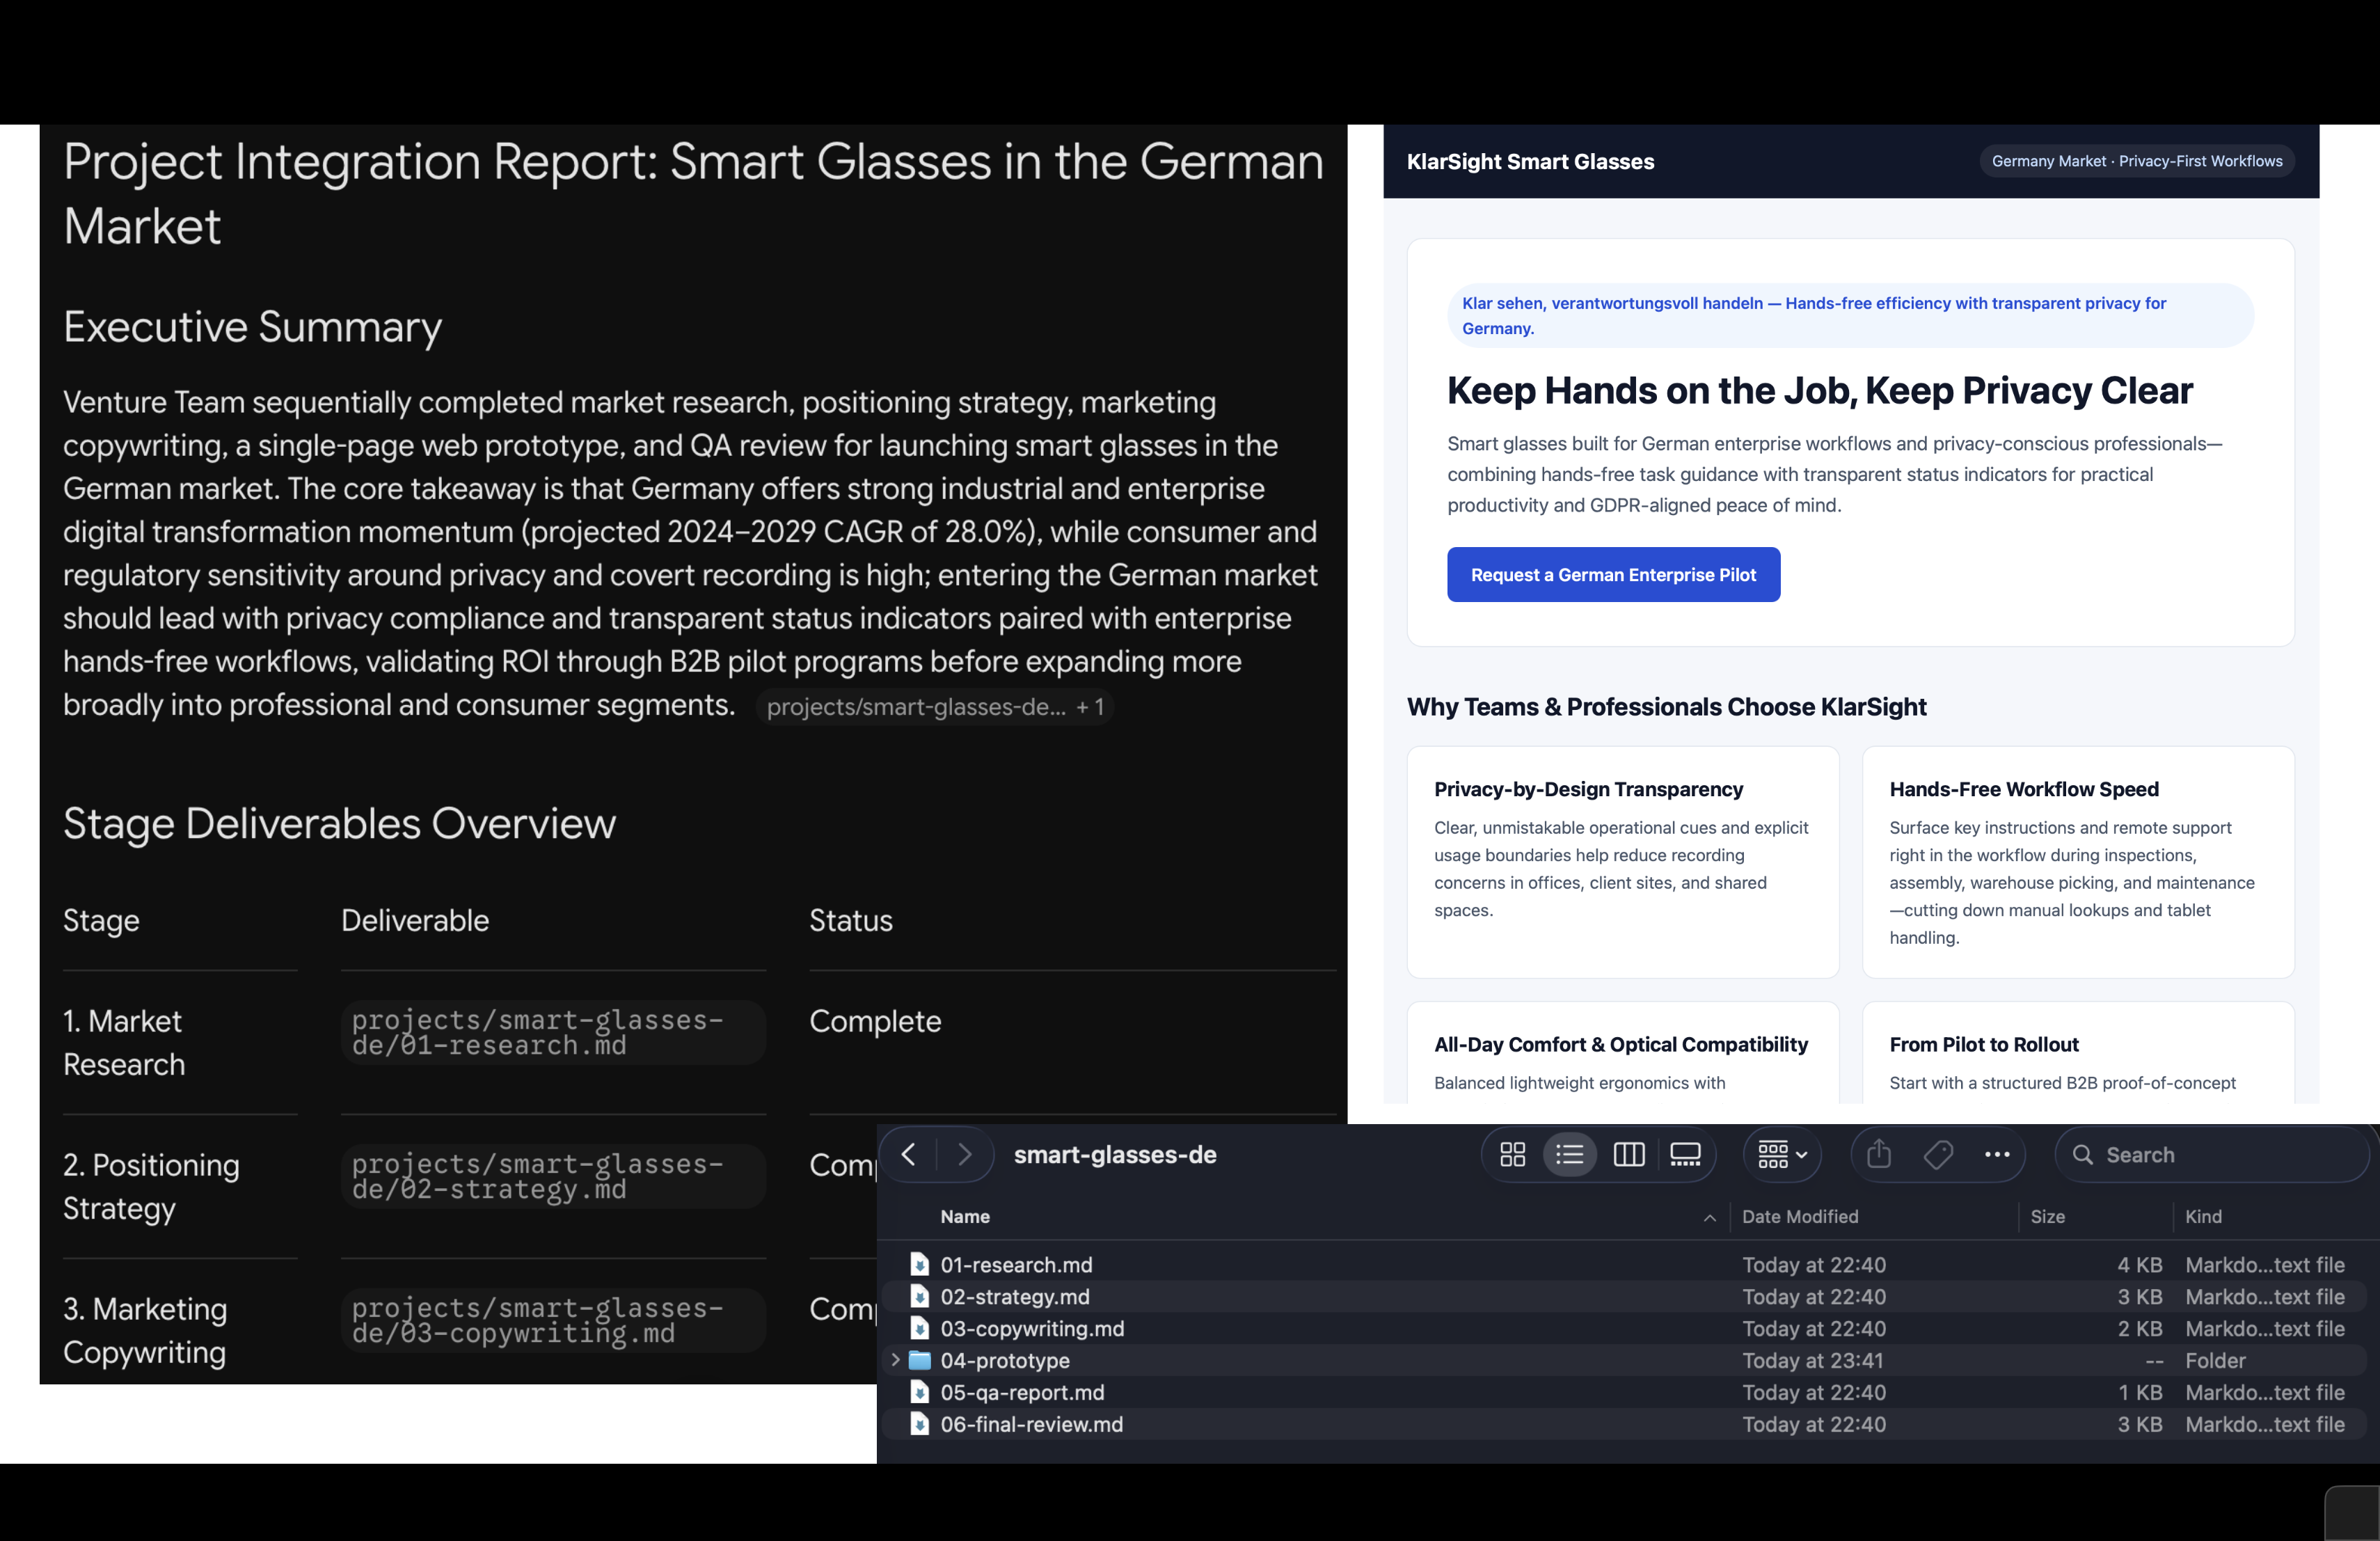 Project Integration Report: Smart Glasses in the German
Market
Executive Summary
Venture Team sequentially completed market research, positioning strategy, marketing
copywriting, a single-page web prototype, and QA review for launching smart glasses in the
German market. The core takeaway is that Germany offers strong industrial and enterprise
digital transformation momentum (projected 2024–2029 CAGR of 28.0%), while consumer and
regulatory sensitivity around privacy and covert recording is high; entering the German market
should lead with privacy compliance and transparent status indicators paired with enterprise
hands-free workflows, validating ROI through B2B pilot programs before expanding more
broadly into professional and consumer segments. projects/smart-glasses-de... + 1
Stage Deliverables Overview
Stage Deliverable Status
1. Market
Research
projects/smart-glasses-
de/01-research.md
Complete
2. Positioning
Strategy
projects/smart-glasses-
de/02-strategy.md
Comp
3. Marketing
Copywriting
projects/smart-glasses-
de/03-copywriting.md
Comp
KlarSight Smart Glasses
Germany Market · Privacy-First Workflows
Klar sehen, verantwortungsvoll handeln — Hands-free efficiency with transparent privacy for
Germany.
Keep Hands on the Job, Keep Privacy Clear
Smart glasses built for German enterprise workflows and privacy-conscious professionals—
combining hands-free task guidance with transparent status indicators for practical
productivity and GDPR-aligned peace of mind.
Request a German Enterprise Pilot
Why Teams & Professionals Choose KlarSight
Privacy-by-Design Transparency
Clear, unmistakable operational cues and explicit
usage boundaries help reduce recording
concerns in offices, client sites, and shared
spaces.
Hands-Free Workflow Speed
Surface key instructions and remote support
right in the workflow during inspections,
assembly, warehouse picking, and maintenance
—cutting down manual lookups and tablet
handling.
All-Day Comfort & Optical Compatibility
Balanced lightweight ergonomics with
From Pilot to Rollout
Start with a structured B2B proof-of-concept
smart-glasses-de
Search
Name Date Modified Size Kind
01-research.md Today at 22:40 4 KB Markdo...text file
02-strategy.md Today at 22:40 3 KB Markdo...text file
03-copywriting.md Today at 22:40 2 KB Markdo...text file
04-prototype Today at 23:41 -- Folder
05-qa-report.md Today at 22:40 1 KB Markdo...text file
06-final-review.md Today at 22:40 3 KB Markdo...text file